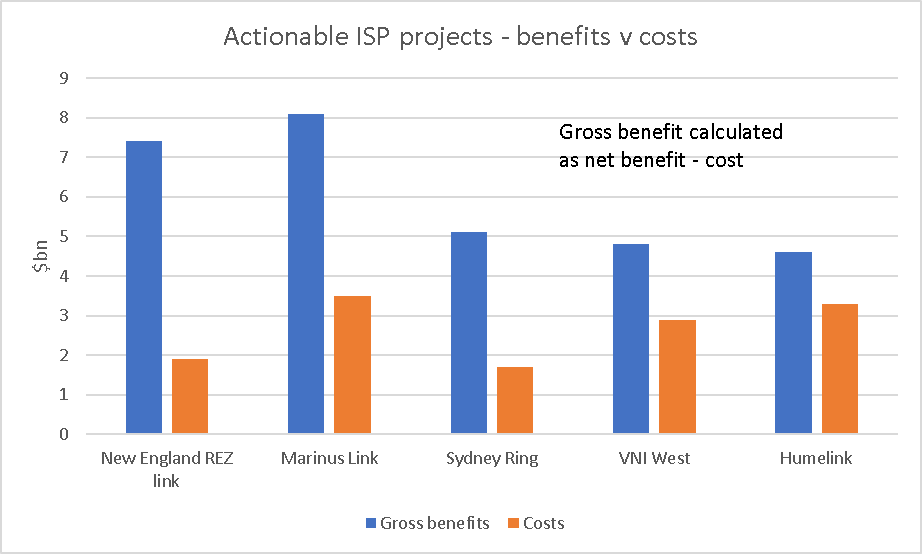 Actionable ISP projects - benefits v costs
Gross benefit calculated
as net benefit - cost
$bn
9
8
7
6
5
4
3
2
1
0
New England REZ
link
Marinus Link
Sydney Ring
VNI West
Humelink
Gross benefits
Costs